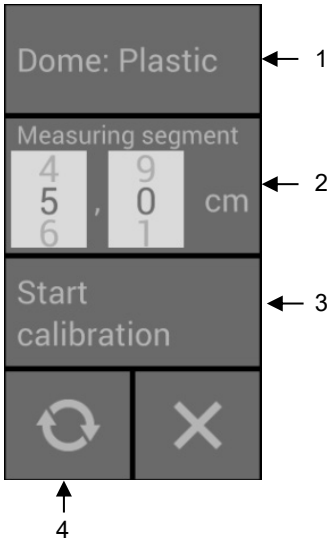 Dome: Plastic
1
Measuring segment
4 9
5 , 0 cm
6 1
2
Start
calibration
3
4